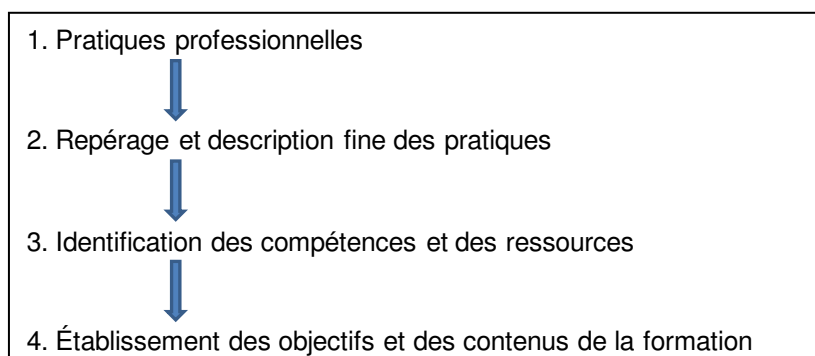 1. Pratiques professionnelles
2. Repérage et description fine des pratiques
3. Identification des compétences et des ressources
4. Établissement des objectifs et des contenus de la formation